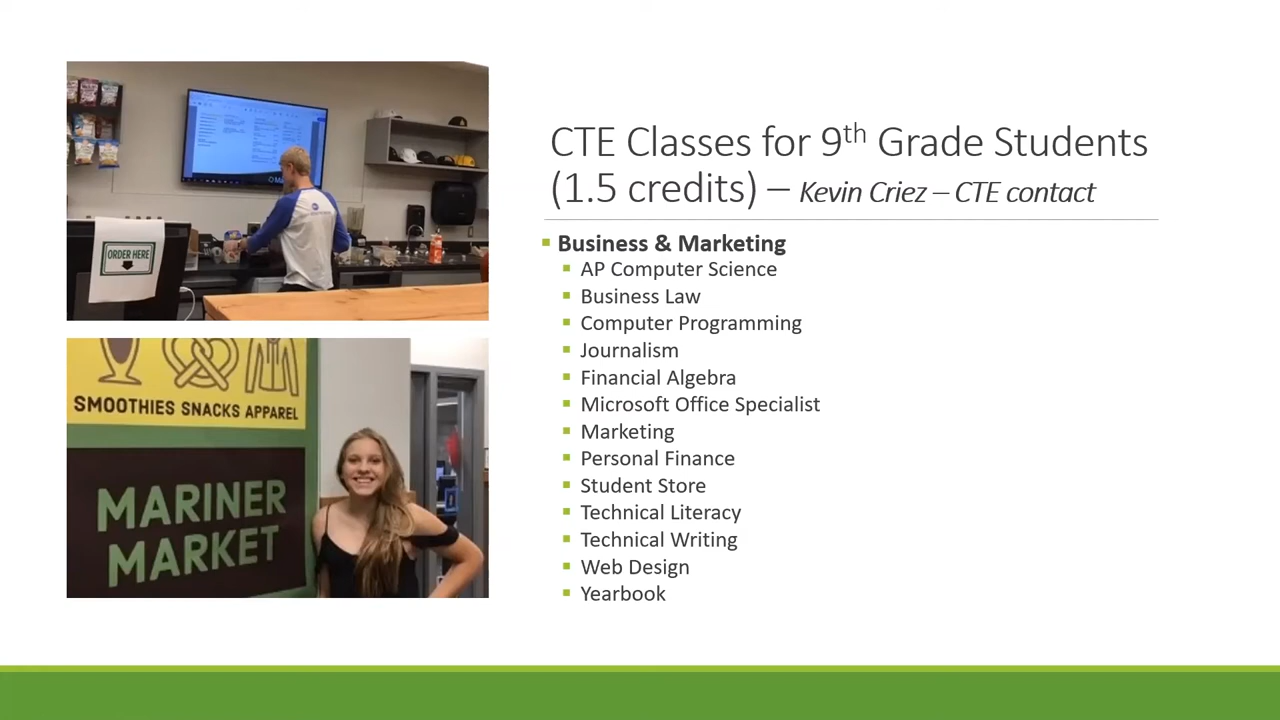 ORDER HERE
SMOOTHIES SNACKS APPAREL
MARINER
MARKET
CTE Classes for 9th Grade Students
(1.5 credits) – Kevin Criez – CTE contact
Business & Marketing
AP Computer Science
Business Law
Computer Programming
Journalism
Financial Algebra
Microsoft Office Specialist
Marketing
Personal Finance
Student Store
Technical Literacy
Technical Writing
Web Design
Yearbook